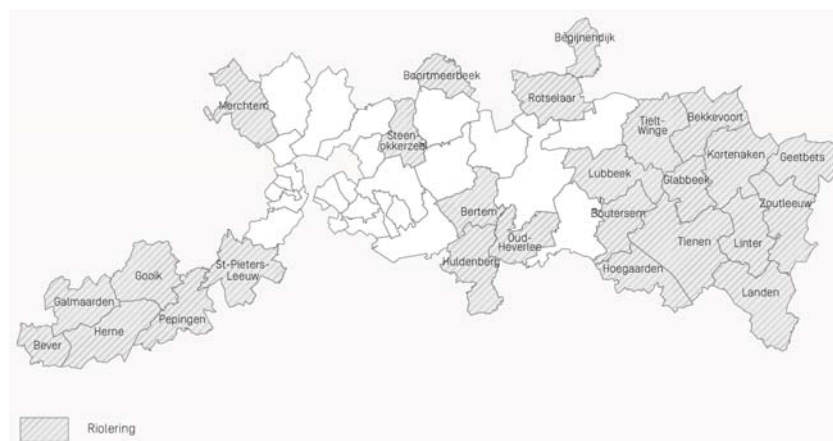 Begijnendijk
Boortmeerbeek
Rotselaar
Merchtem
Steen-
okkerzeel
Tielt-
Winge
Bekkevoort
Kortenaken
Geetbets
Lubbeek
Glabbeek
Zoutleeuw
Bertem
Boutersem
Oud-
Heverlee
Tienen
Linter
Huldenberg
Hoegaarden
Landen
St-Pieters-
Leeuw
Gooik
Galmaarden
Pepingen
Herne
Bever
Riolering